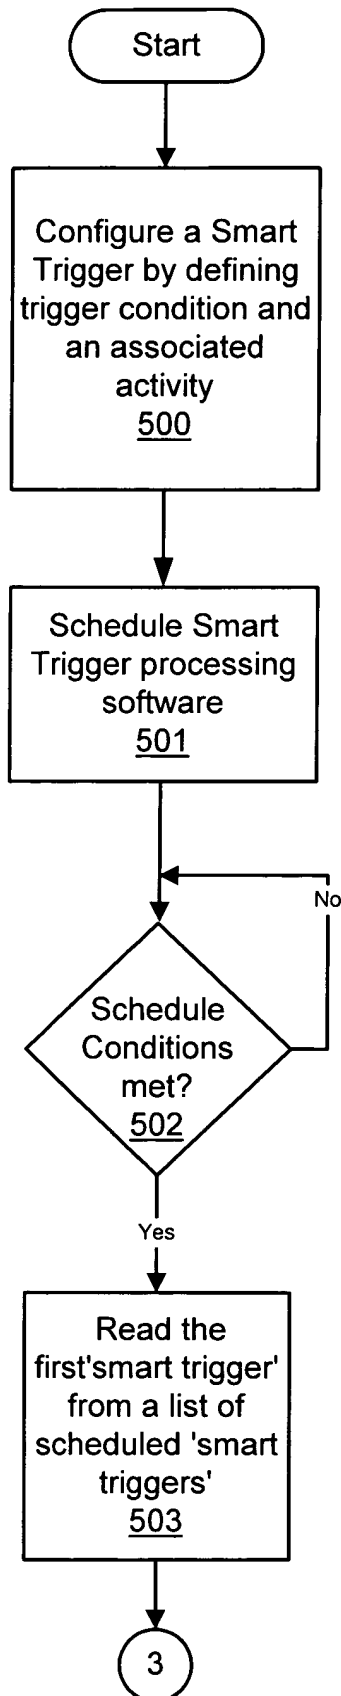 Start
Configure a Smart
Trigger by defining
trigger condition and
an associated
activity
500
Schedule Smart
Trigger processing
software
501
No
Schedule
Conditions
met?
502
Yes
Read the
first'smart trigger'
from a list of
scheduled 'smart
triggers'
503
3